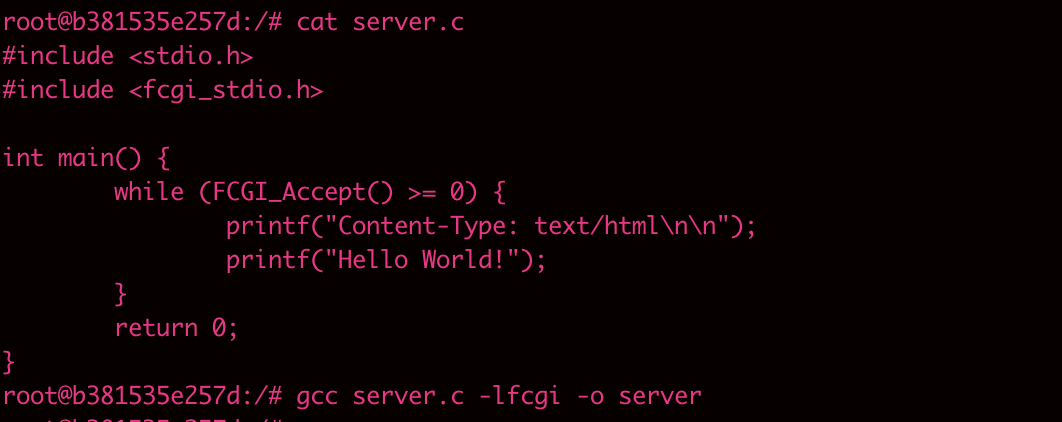 root@b381535e257d:/# cat server.c
#include <stdio.h>
#include <fcgi_stdio.h>
int main() {
while (FCGI_Accept() >= 0) {
printf("Content-Type: text/html\n\n");
printf("Hello World!");
}
return 0;
}
root@b381535e257d:/# gcc server.c -lfcgi -o server